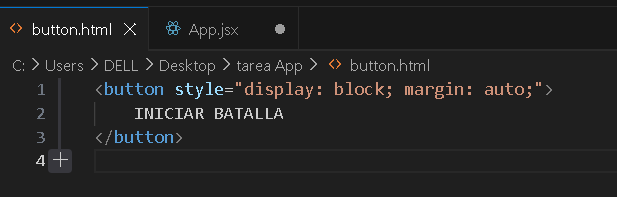 button.html
App.jsx
C: > Users > DELL > Desktop > tarea App > button.html
1 <button style="display: block; margin: auto;">
2 INICIAR BATALLA
3 </button>
4